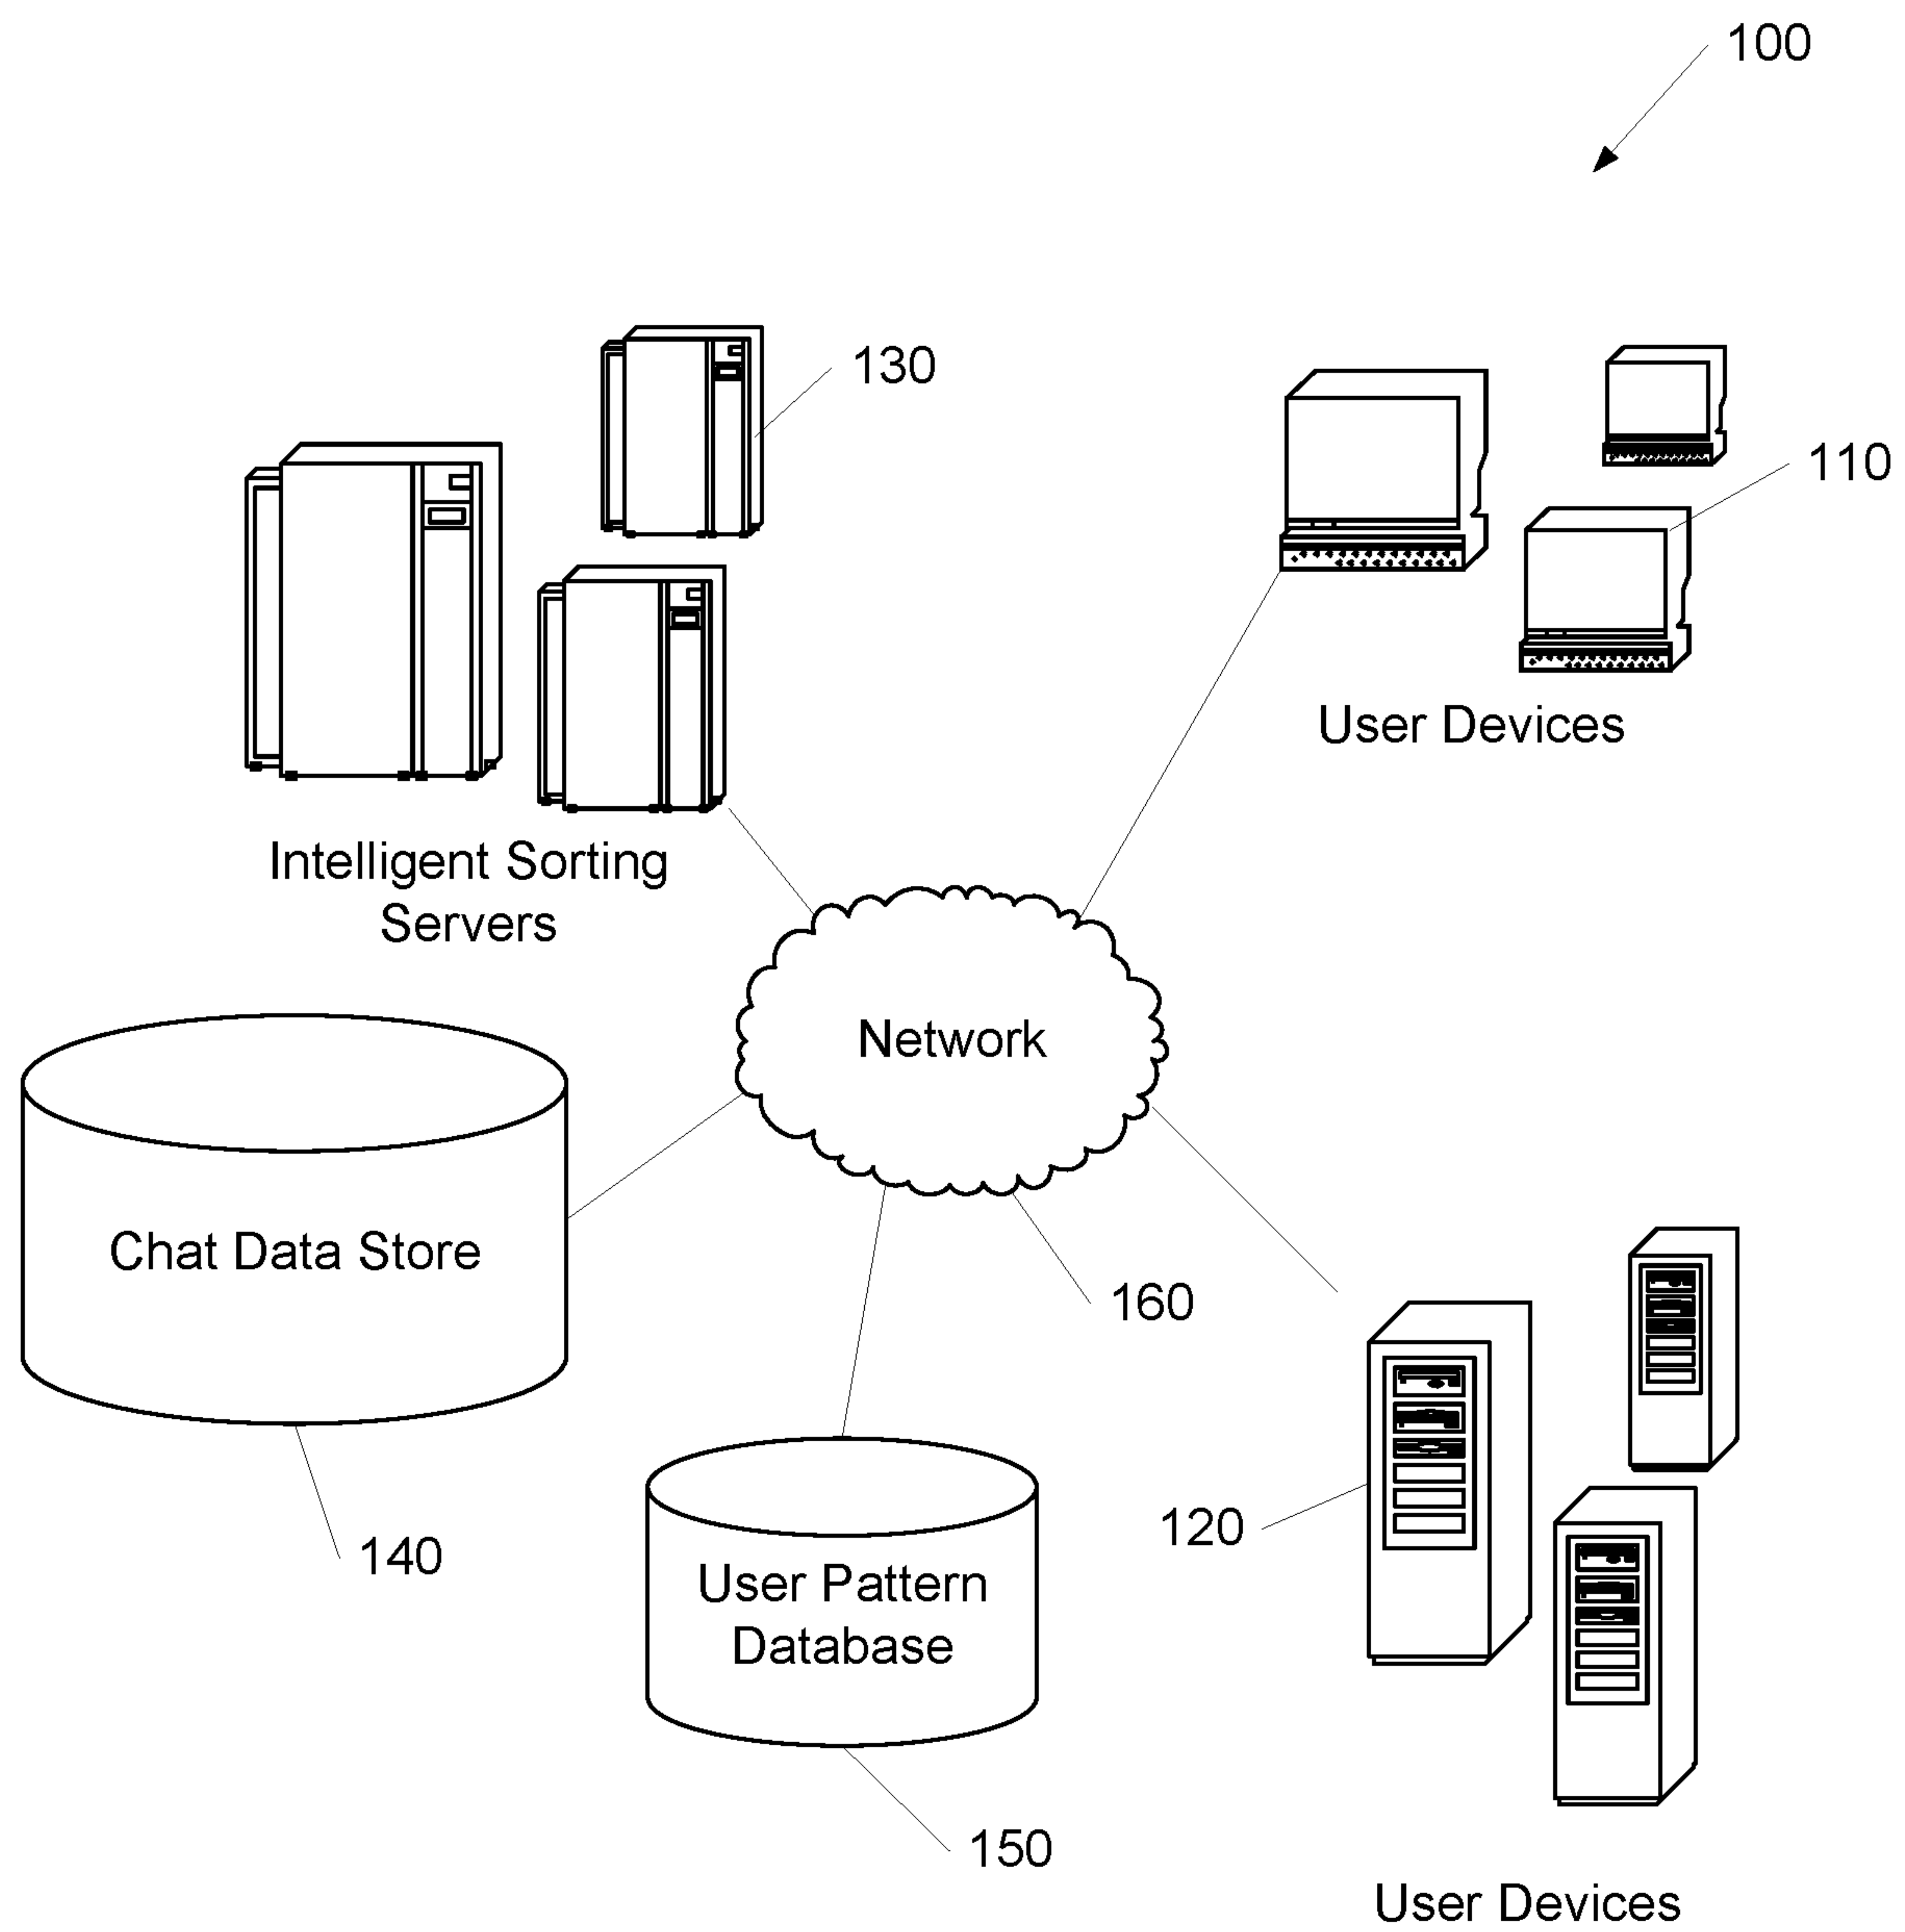 100
130
110
User Devices
Intelligent Sorting
Servers
Network
Chat Data Store
160
120
140
User Pattern
Database
150
User Devices